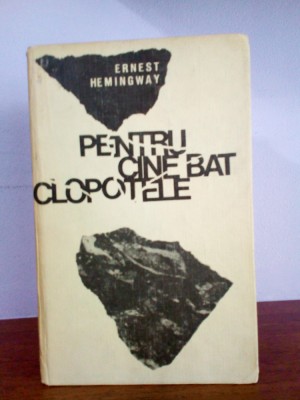 ERNEST
HEMINGWAY
PENTRU
CINE BAT
CLOPOTELE